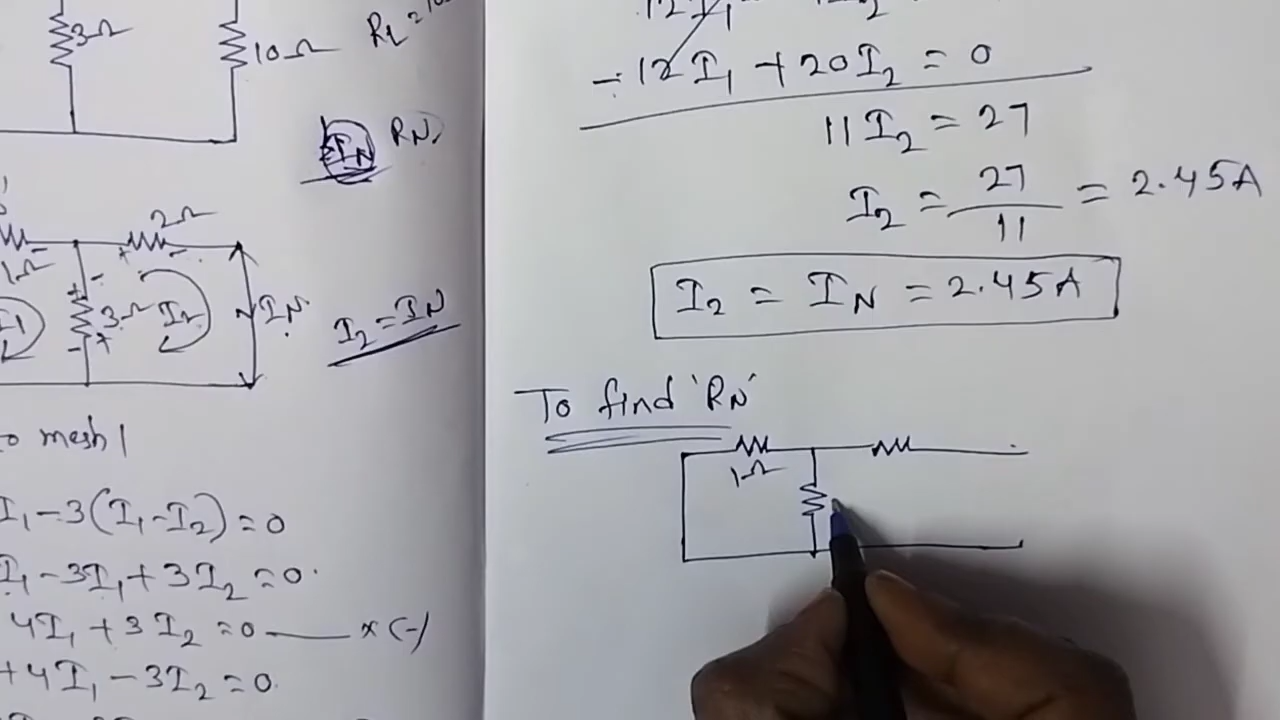 3Ω
10Ω
RN
2Ω
1Ω
3Ω
I2
IN
I2 = IN
to mesh 1
I1 - 3(I1 - I2) = 0
I1 - 3I1 + 3I2 = 0
4I1 + 3I2 = 0 —— x (-)
+ 4I1 - 3I2 = 0
- 12I1 + 20I2 = 0
11I2 = 27
I2 = 27/11 = 2.45A
I2 = IN = 2.45A
To find 'RN'
1Ω